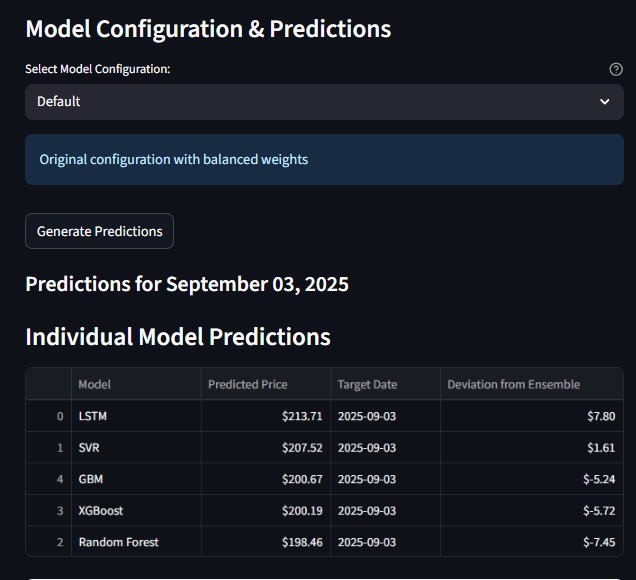 Model Configuration & Predictions
Select Model Configuration:
Default
Original configuration with balanced weights
Generate Predictions
Predictions for September 03, 2025
Individual Model Predictions
Model Predicted Price Target Date Deviation from Ensemble
0 LSTM $213.71 2025-09-03 $7.80
1 SVR $207.52 2025-09-03 $1.61
4 GBM $200.67 2025-09-03 $-5.24
3 XGBoost $200.19 2025-09-03 $-5.72
2 Random Forest $198.46 2025-09-03 $-7.45